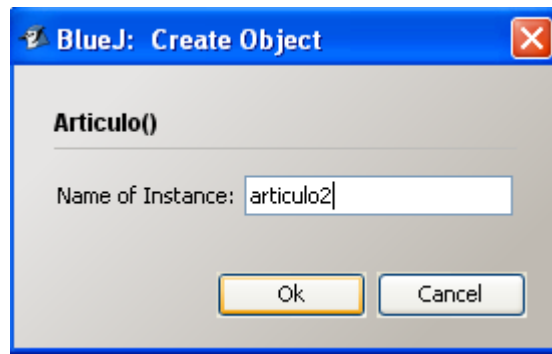 BlueJ: Create Object
Articulo()
Name of Instance: articulo2
Ok Cancel